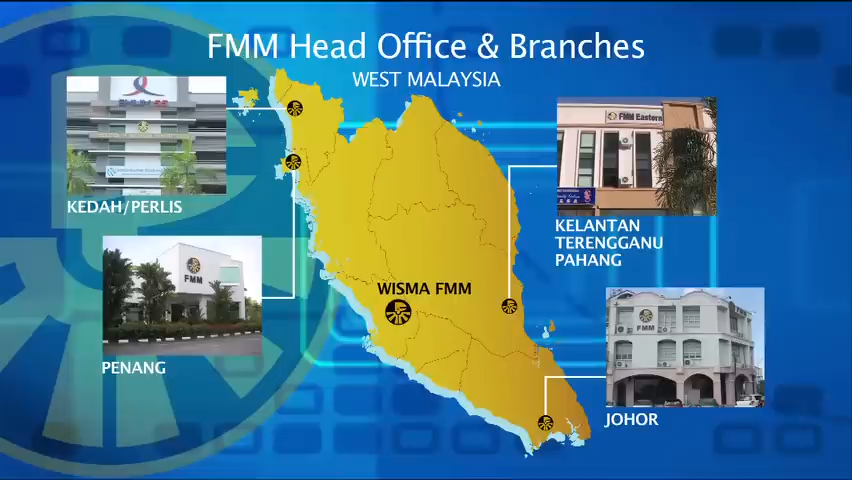 FMM Head Office & Branches
WEST MALAYSIA
KEDAH/PERLIS
FMM Eastern
KELANTAN
TERENGGANU
PAHANG
WISMA FMM
FMM
PENANG
FMM
JOHOR